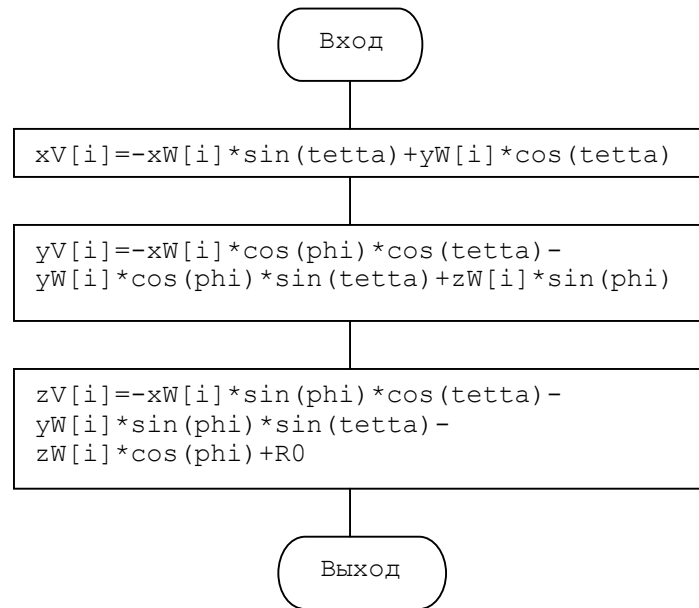 Вход
xV[i]=-xW[i]*sin(tetta)+yW[i]*cos(tetta)
yV[i]=-xW[i]*cos(phi)*cos(tetta)-
yW[i]*cos(phi)*sin(tetta)+zW[i]*sin(phi)
zV[i]=-xW[i]*sin(phi)*cos(tetta)-
yW[i]*sin(phi)*sin(tetta)-
zW[i]*cos(phi)+R0
Выход